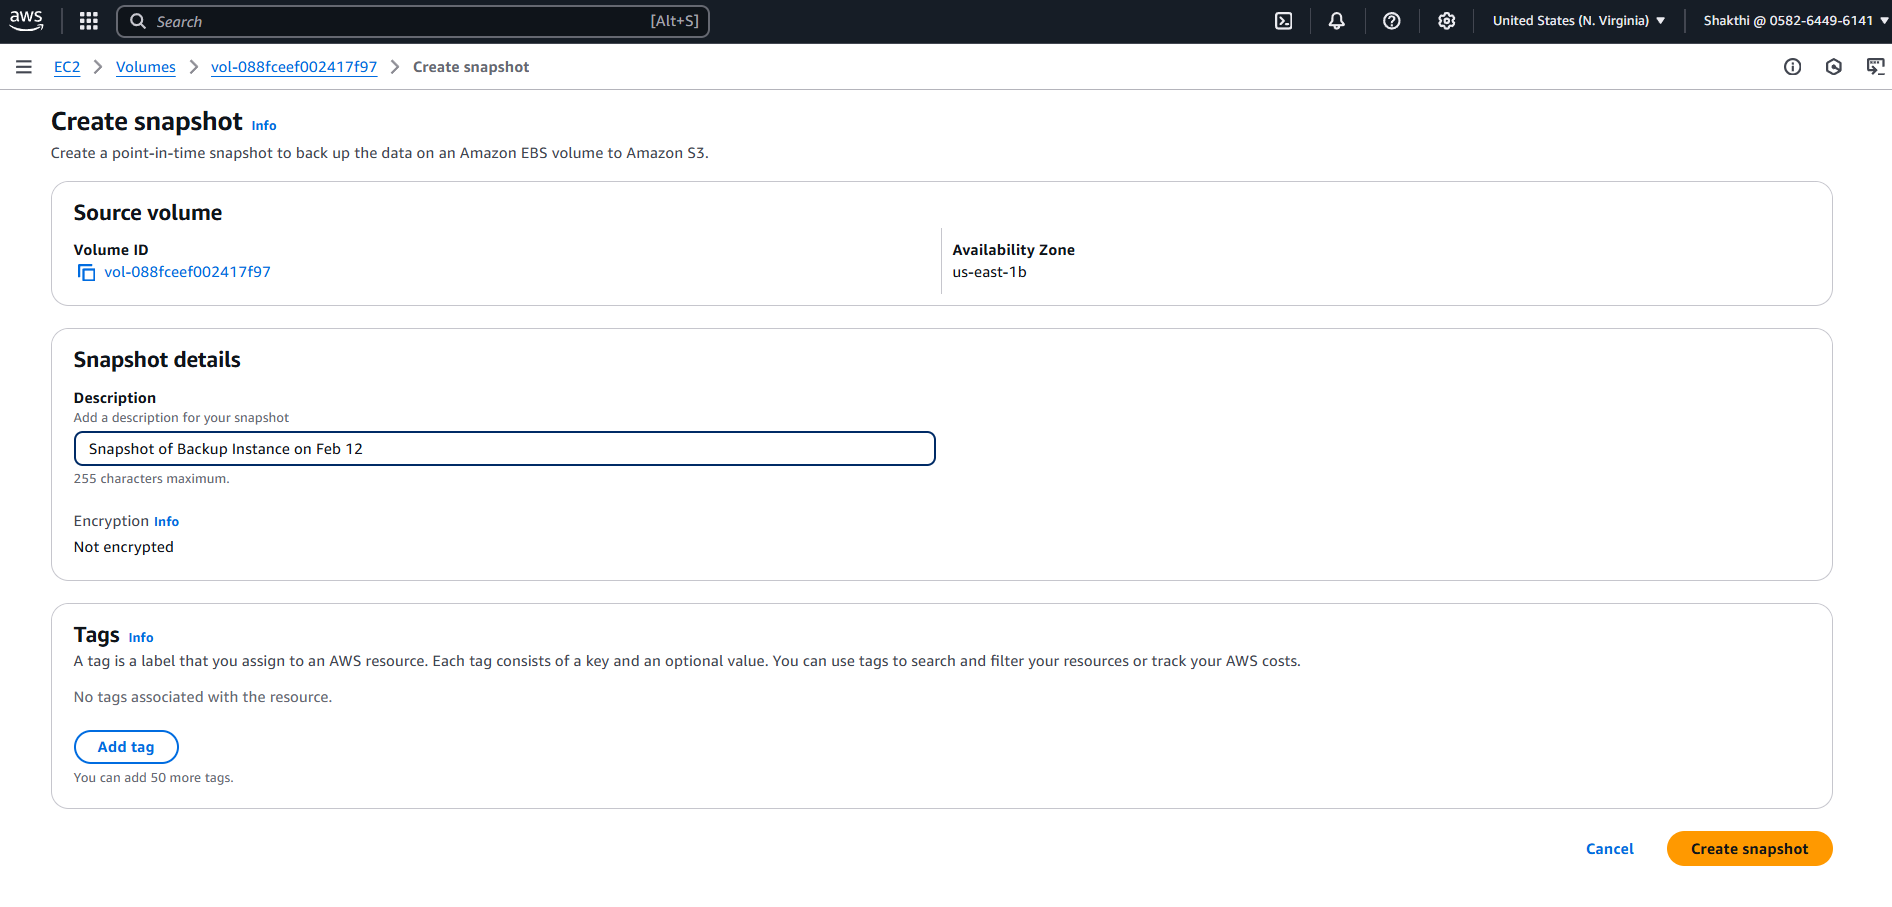 aws
Search [Alt+S]
United States (N. Virginia)
Shakthi @ 0582-6449-6141
EC2 Volumes vol-088fceef002417f97 Create snapshot
Create snapshot Info
Create a point-in-time snapshot to back up the data on an Amazon EBS volume to Amazon S3.
Source volume
Volume ID
vol-088fceef002417f97
Availability Zone
us-east-1b
Snapshot details
Description
Add a description for your snapshot
Snapshot of Backup Instance on Feb 12
255 characters maximum.
Encryption Info
Not encrypted
Tags Info
A tag is a label that you assign to an AWS resource. Each tag consists of a key and an optional value. You can use tags to search and filter your resources or track your AWS costs.
No tags associated with the resource.
Add tag
You can add 50 more tags.
Cancel Create snapshot